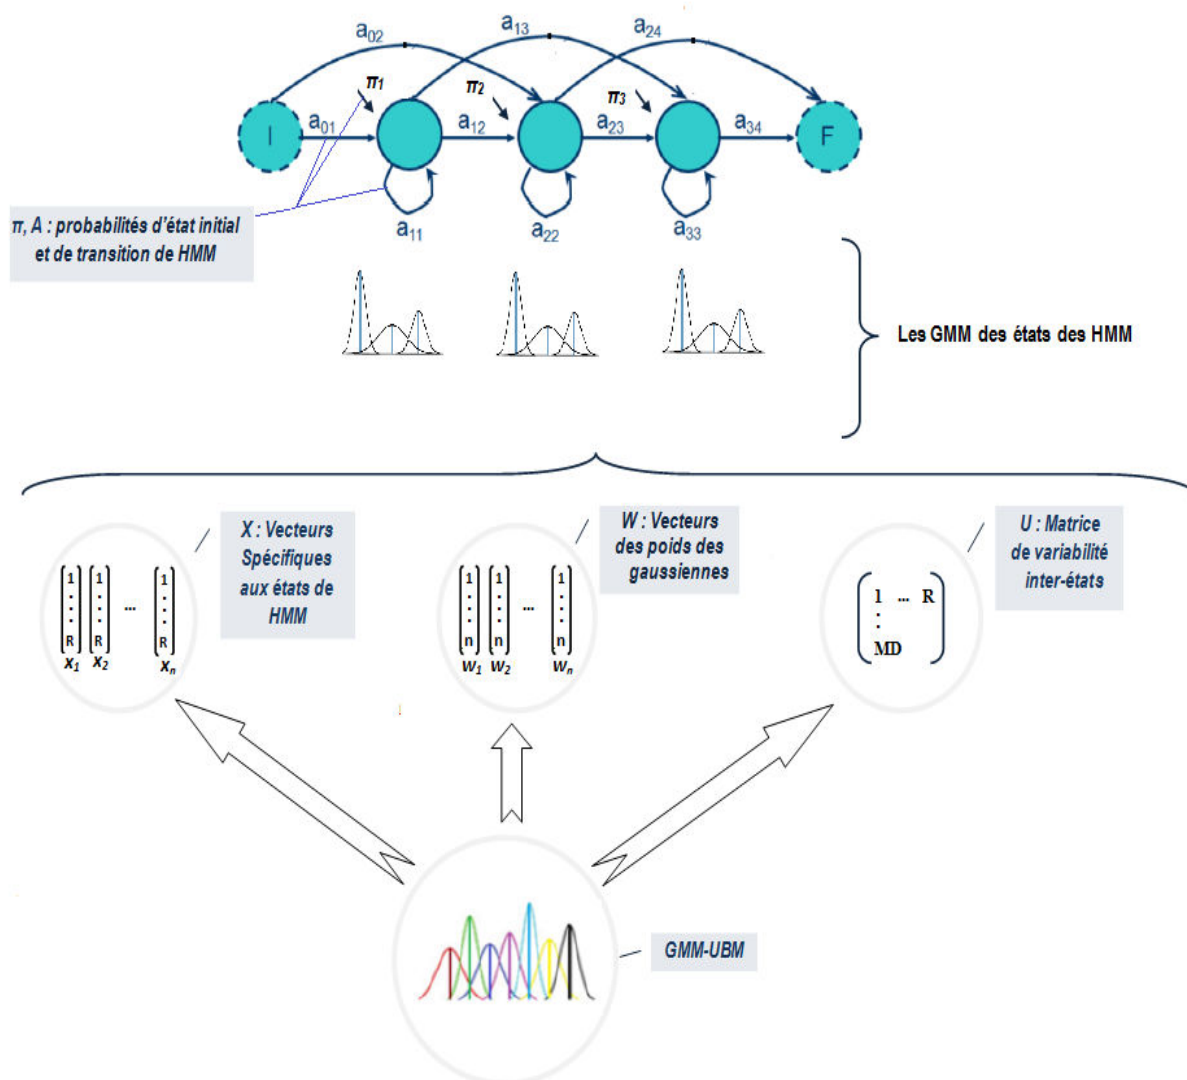 a02 a13 a24
π1 π2 π3
I a01 a12 a23 a34 F
a11 a22 a33
π, A : probabilités d'état initial
et de transition de HMM
Les GMM des états des HMM
X : Vecteurs
Spécifiques
aux états de
HMM
1 1 ... 1
R R R
x1 x2 xn
W : Vecteurs
des poids des
gaussiennes
1 1 ... 1
n n n
w1 w2 wn
U : Matrice
de variabilité
inter-états
1 ... R
:
MD
GMM-UBM